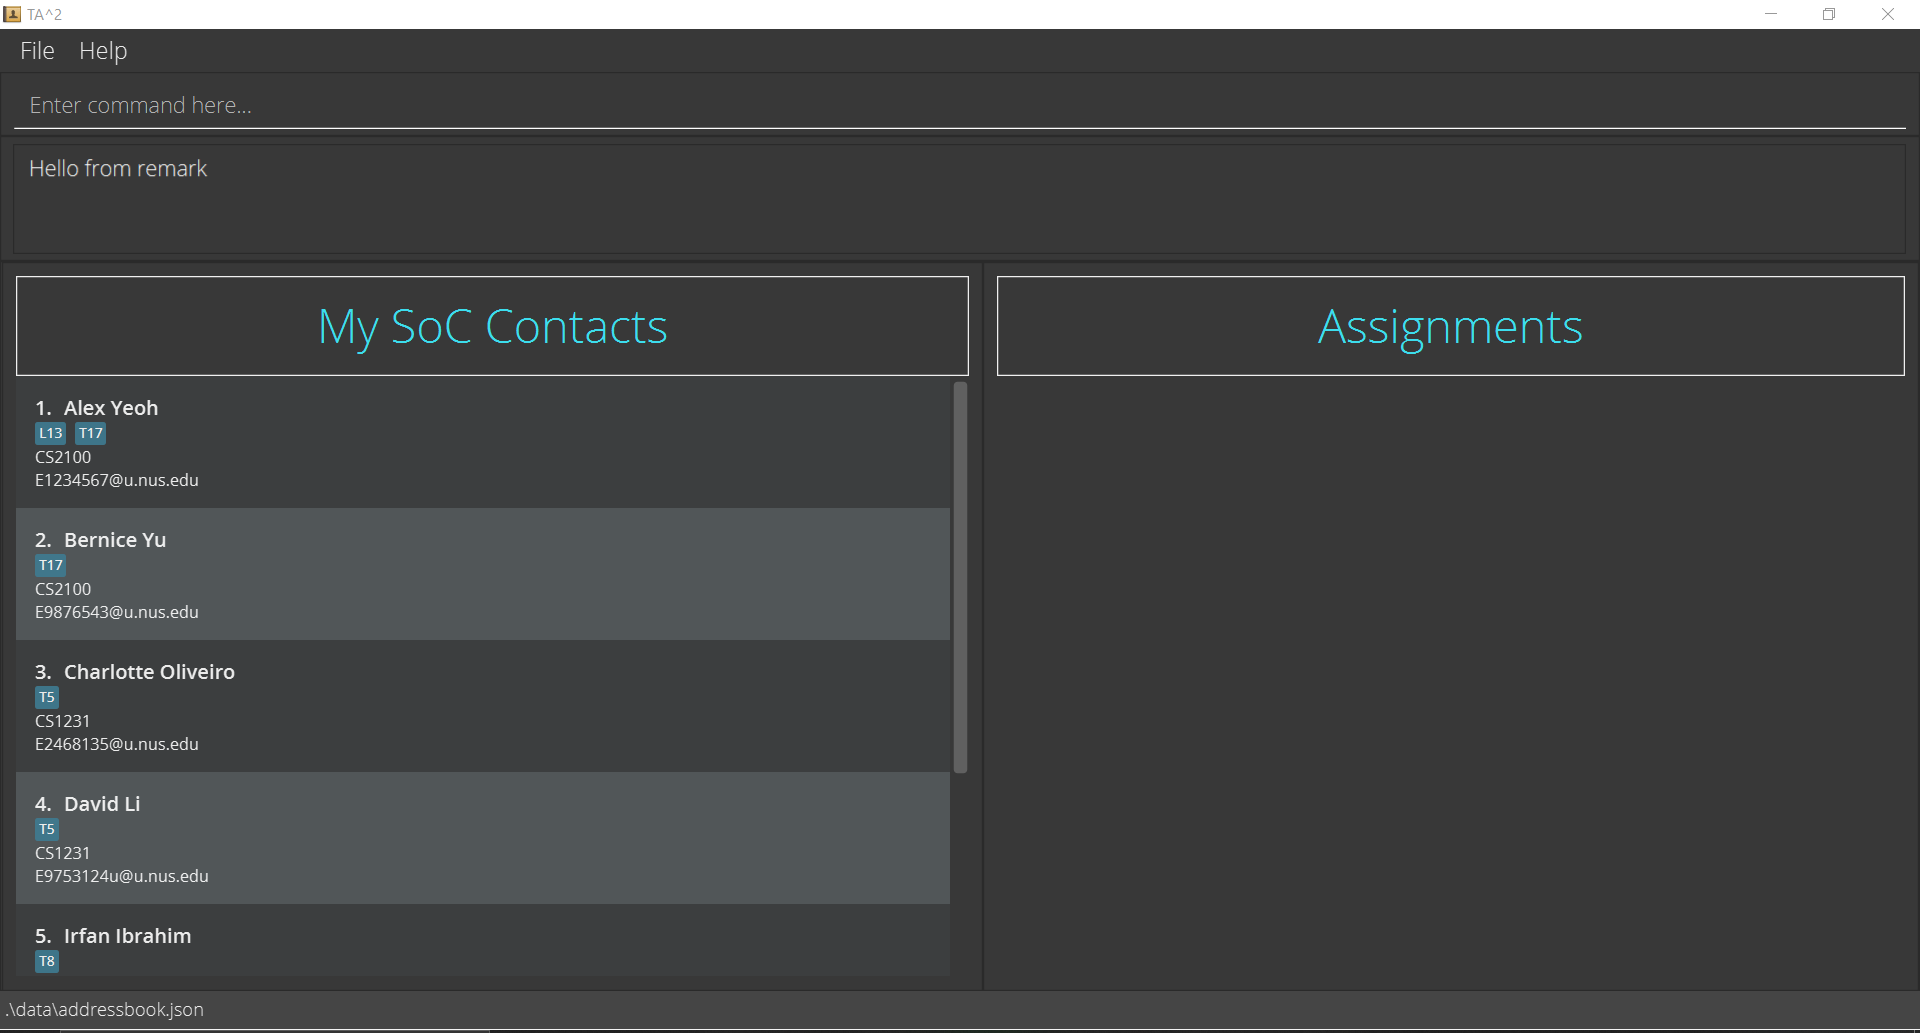 TA^2
File Help
Enter command here...
Hello from remark
My SoC Contacts
1. Alex Yeoh
L13 T17
CS2100
E1234567@u.nus.edu
2. Bernice Yu
T17
CS2100
E9876543@u.nus.edu
3. Charlotte Oliveiro
T5
CS1231
E2468135@u.nus.edu
4. David Li
T5
CS1231
E9753124u@u.nus.edu
5. Irfan Ibrahim
T8
Assignments
.\data\addressbook.json